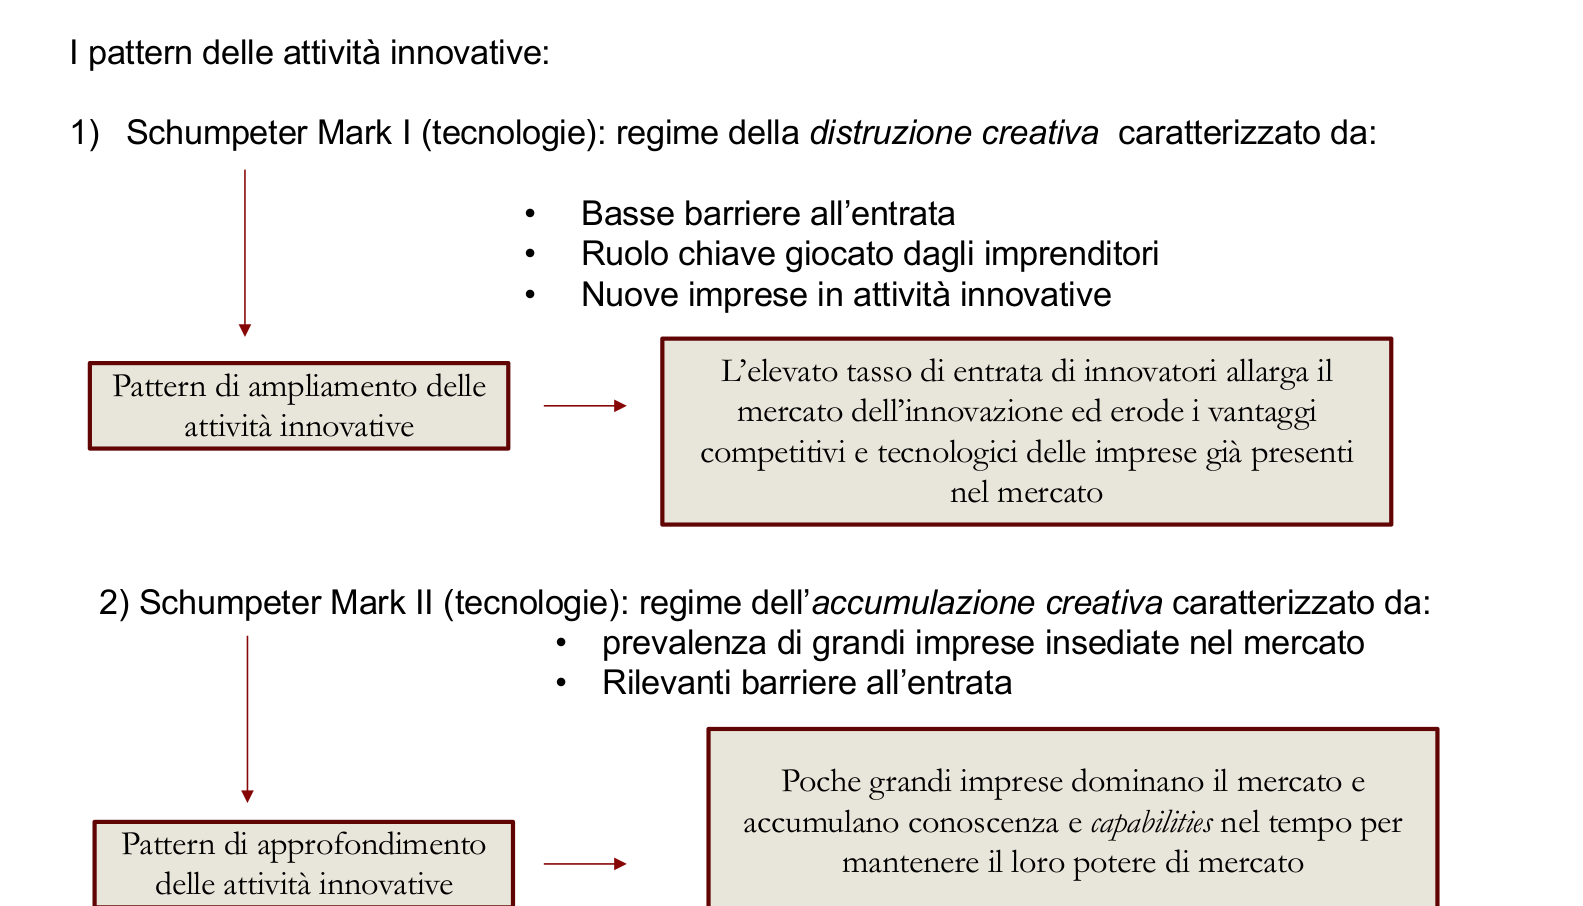 I pattern delle attività innovative:
1) Schumpeter Mark I (tecnologie): regime della distruzione creativa caratterizzato da:
• Basse barriere all’entrata
• Ruolo chiave giocato dagli imprenditori
• Nuove imprese in attività innovative
Pattern di ampliamento delle
attività innovative
L’elevato tasso di entrata di innovatori allarga il
mercato dell’innovazione ed erode i vantaggi
competitivi e tecnologici delle imprese già presenti
nel mercato
2) Schumpeter Mark II (tecnologie): regime dell’accumulazione creativa caratterizzato da:
• prevalenza di grandi imprese insediate nel mercato
• Rilevanti barriere all’entrata
Pattern di approfondimento
delle attività innovative
Poche grandi imprese dominano il mercato e
accumulano conoscenza e capabilities nel tempo per
mantenere il loro potere di mercato